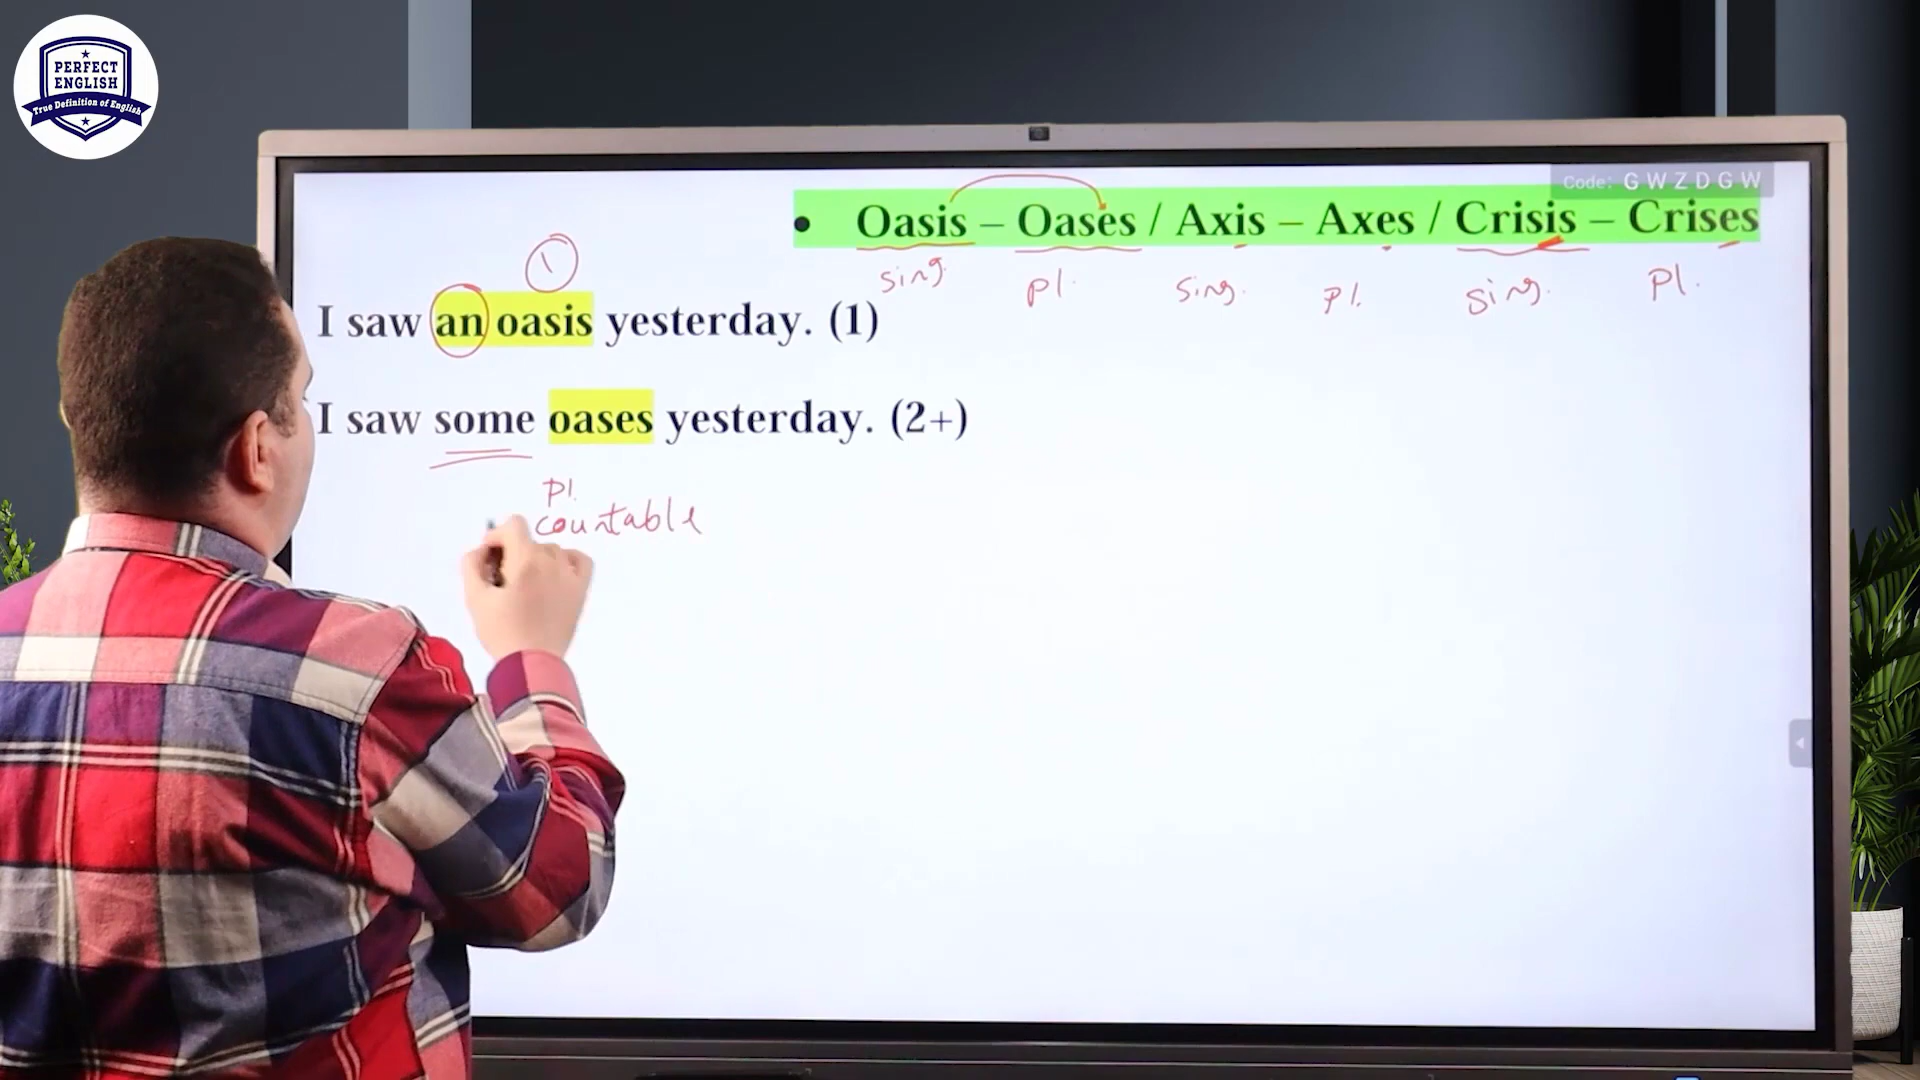 PERFECT
ENGLISH
True Definition of English
Code: GWZDGW
• Oasis – Oases / Axis – Axes / Crisis – Crises
sing. pl. sing. pl. sing. pl.
1
I saw an oasis yesterday. (1)
I saw some oases yesterday. (2+)
pl.
countable